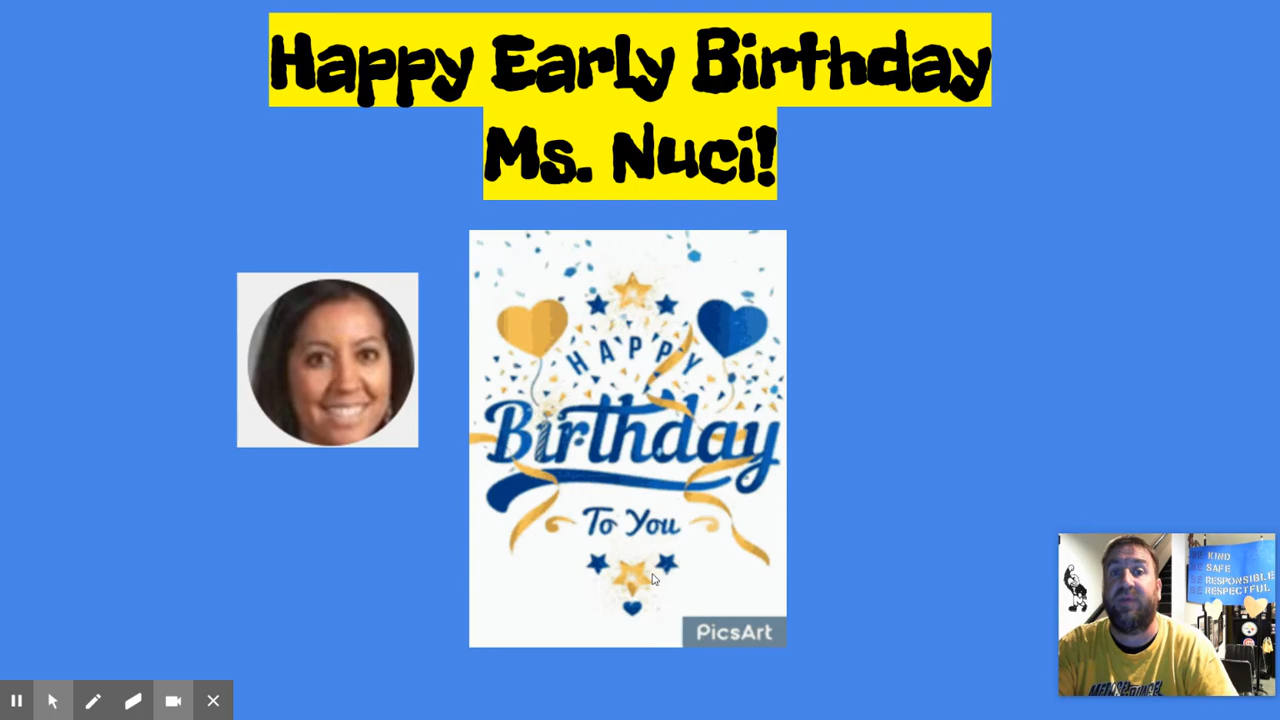 Happy Early Birthday
Ms. Nuci!
HAPPY
Birthday
To You
PicsArt
KIND
SAFE
RESPONSIBLE
RESPECTFUL